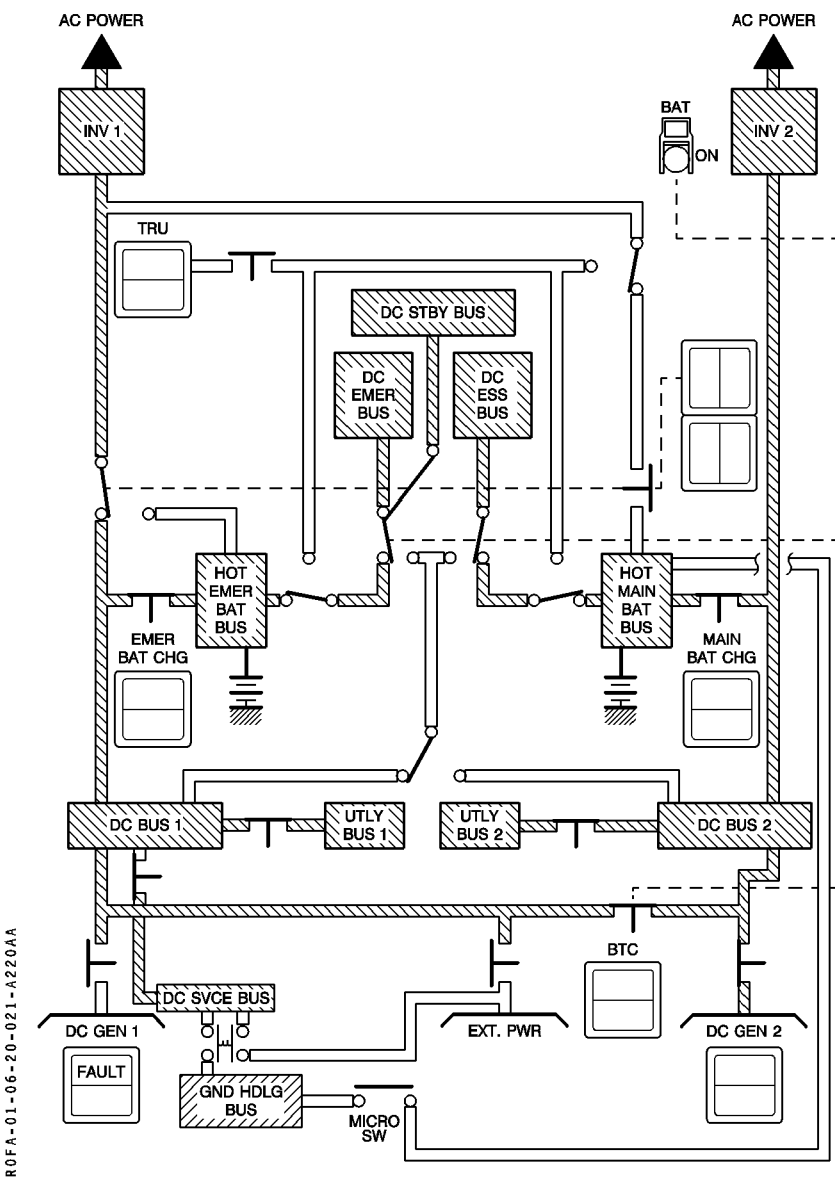 AC POWER
AC POWER
INV 1
BAT
INV 2
ON
TRU
DC STBY BUS
DC
EMER
BUS
DC
ESS
BUS
HOT
EMER
BAT
BUS
HOT
MAIN
BAT
BUS
EMER
BAT CHG
MAIN
BAT CHG
DC BUS 1
UTLY
BUS 1
UTLY
BUS 2
DC BUS 2
BTC
DC SVCE BUS
DC GEN 1
EXT. PWR
DC GEN 2
FAULT
GND HDLG
BUS
MICRO
SW
R0FA-01-06-20-021-A220AA